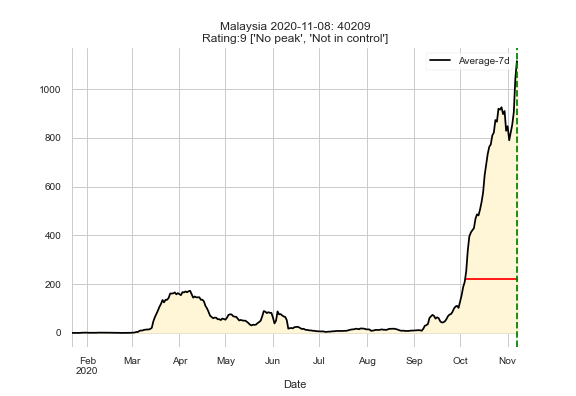 Malaysia 2020-11-08: 40209
Rating:9 ['No peak', 'Not in control']
Average-7d
1000
800
600
400
200
0
Feb Mar Apr May Jun Jul Aug Sep Oct Nov
2020
Date